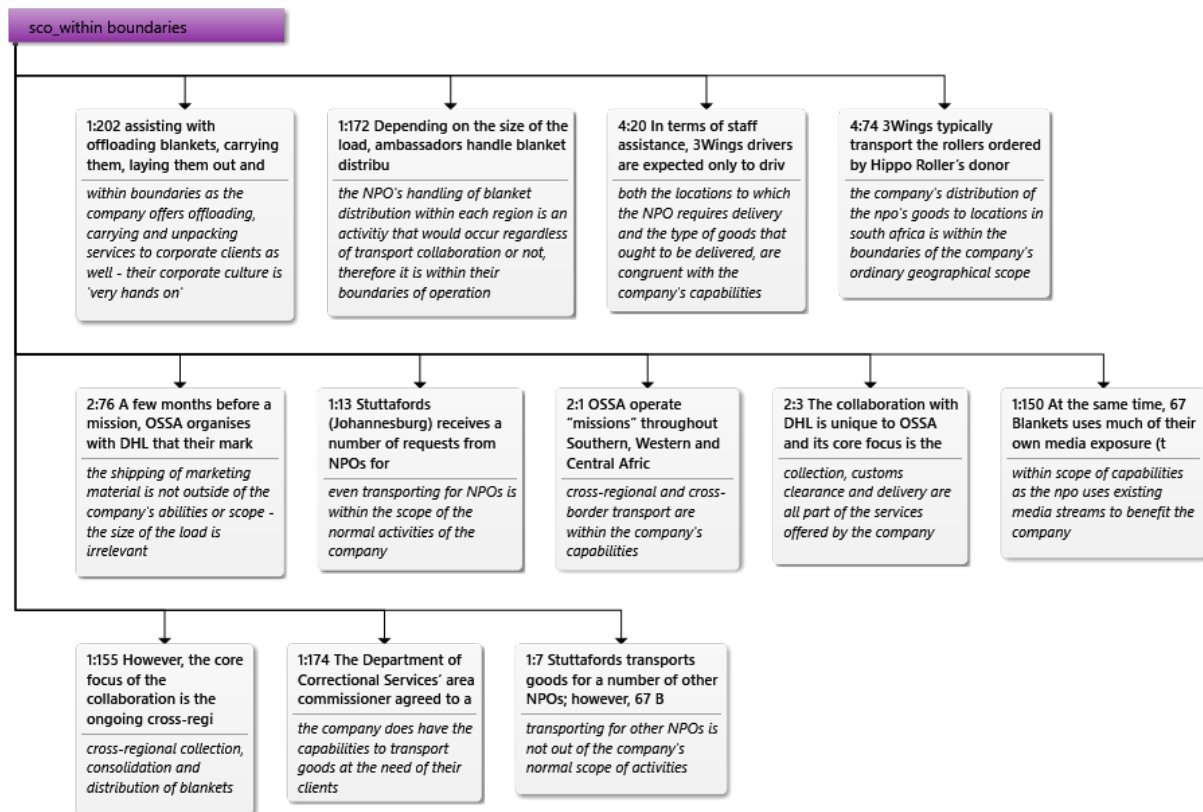 sco_within boundaries
1:202 assisting with
offloading blankets, carrying
them, laying them out and
within boundaries as the
company offers offloading,
carrying and unpacking
services to corporate clients as
well - their corporate culture is
'very hands on'
1:172 Depending on the size of the
load, ambassadors handle blanket
distribu
the NPO's handling of blanket
distribution within each region is an
activitiy that would occur regardless
of transport collaboration or not,
therefore it is within their
boundaries of operation
4:20 In terms of staff
assistance, 3Wings drivers
are expected only to driv
both the locations to which
the NPO requires delivery
and the type of goods that
ought to be delivered, are
congruent with the
company's capabilities
4:74 3Wings typically
transport the rollers ordered
by Hippo Roller's donor
the company's distribution of
the npo's goods to locations in
south africa is within the
boundaries of the company's
ordinary geographical scope
2:76 A few months before a
mission, OSSA organises
with DHL that their mark
the shipping of marketing
material is not outside of the
company's abilities or scope -
the size of the load is
irrelevant
1:13 Stuttafords
(Johannesburg) receives a
number of requests from
NPOs for
even transporting for NPOs is
within the scope of the
normal activities of the
company
2:1 OSSA operate
“missions” throughout
Southern, Western and
Central Afric
cross-regional and cross-
border transport are
within the company's
capabilities
2:3 The collaboration with
DHL is unique to OSSA
and its core focus is the
collection, customs
clearance and delivery are
all part of the services
offered by the company
1:150 At the same time, 67
Blankets uses much of their
own media exposure (t
within scope of capabilities
as the npo uses existing
media streams to benefit the
company
1:155 However, the core
focus of the
collaboration is the
ongoing cross-regi
cross-regional collection,
consolidation and
distribution of blankets
1:174 The Department of
Correctional Services' area
commissioner agreed to a
the company does have the
capabilities to transport
goods at the need of their
clients
1:7 Stuttafords transports
goods for a number of other
NPOs; however, 67 B
transporting for other NPOs is
not out of the company's
normal scope of activities